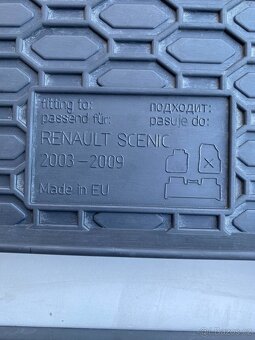 fitting to: подходит:
passend für: pasuje do:
RENAULT SCENIC
2003-2009
Made in EU